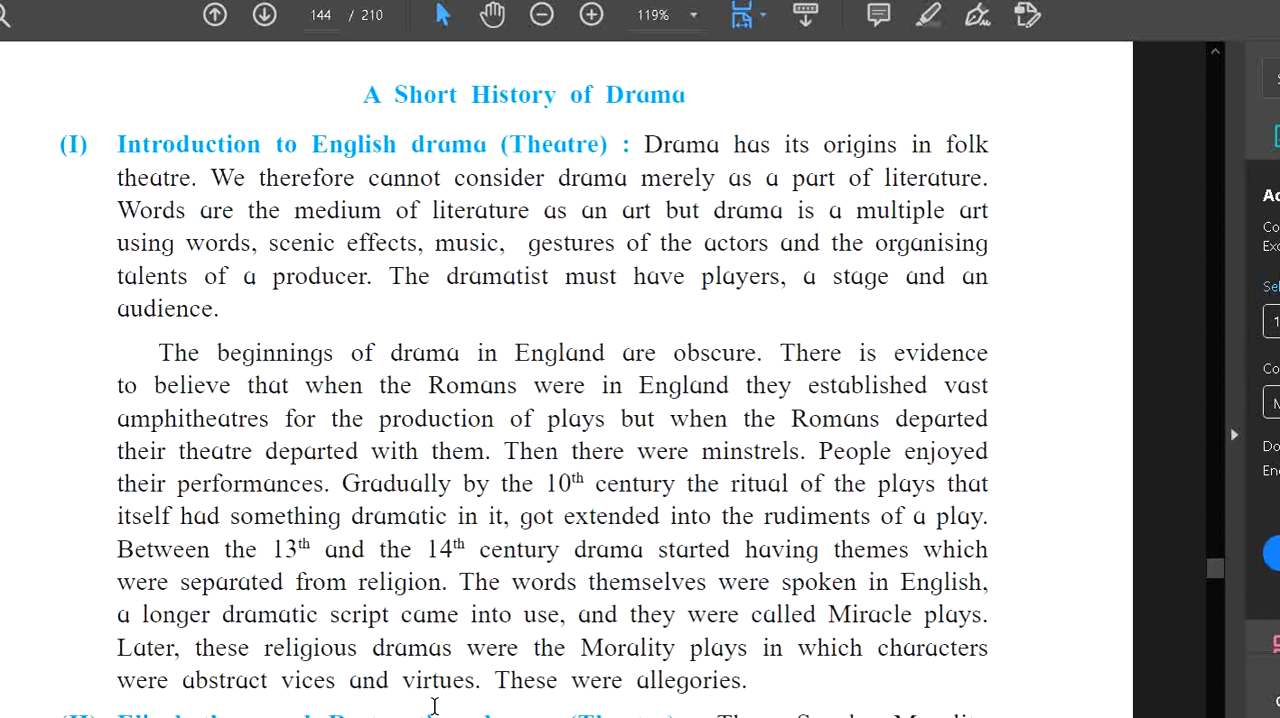 144 / 210
119%
A Short History of Drama
(I) Introduction to English drama (Theatre) : Drama has its origins in folk
theatre. We therefore cannot consider drama merely as a part of literature.
Words are the medium of literature as an art but drama is a multiple art
using words, scenic effects, music, gestures of the actors and the organising
talents of a producer. The dramatist must have players, a stage and an
audience.
The beginnings of drama in England are obscure. There is evidence
to believe that when the Romans were in England they established vast
amphitheatres for the production of plays but when the Romans departed
their theatre departed with them. Then there were minstrels. People enjoyed
their performances. Gradually by the 10th century the ritual of the plays that
itself had something dramatic in it, got extended into the rudiments of a play.
Between the 13th and the 14th century drama started having themes which
were separated from religion. The words themselves were spoken in English,
a longer dramatic script came into use, and they were called Miracle plays.
Later, these religious dramas were the Morality plays in which characters
were abstract vices and virtues. These were allegories.